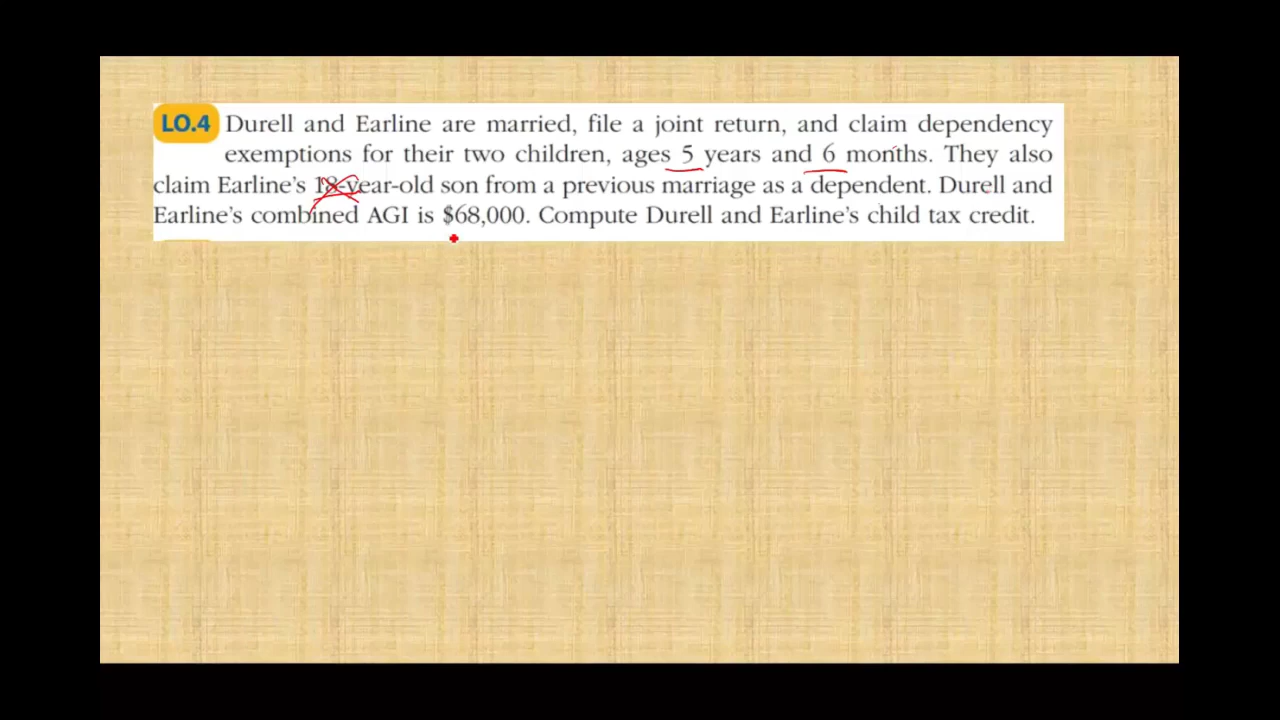 LO.4 Durell and Earline are married, file a joint return, and claim dependency
exemptions for their two children, ages 5 years and 6 months. They also
claim Earline's 18-year-old son from a previous marriage as a dependent. Durell and
Earline's combined AGI is $68,000. Compute Durell and Earline's child tax credit.